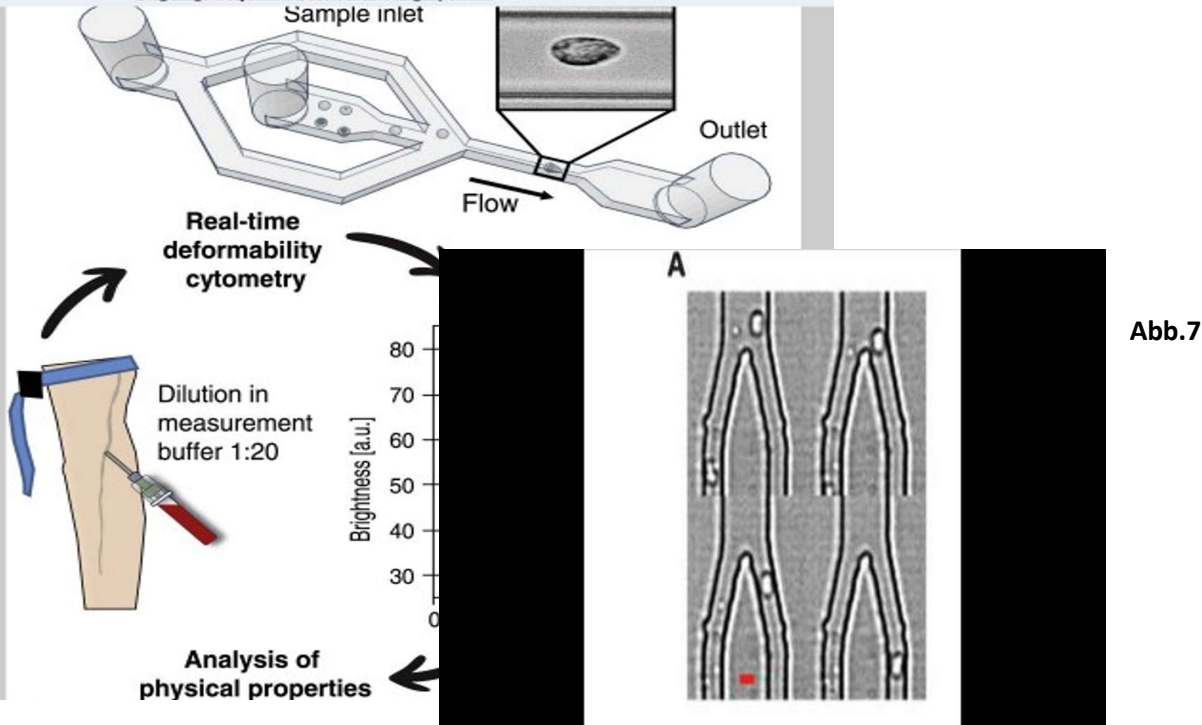 Sample inlet
Outlet
Flow
Real-time
deformability
cytometry
A
Abb.7
Dilution in
measurement
buffer 1:20
Brightness [a.u.]
80
70
60
50
40
30
0
Analysis of
physical properties